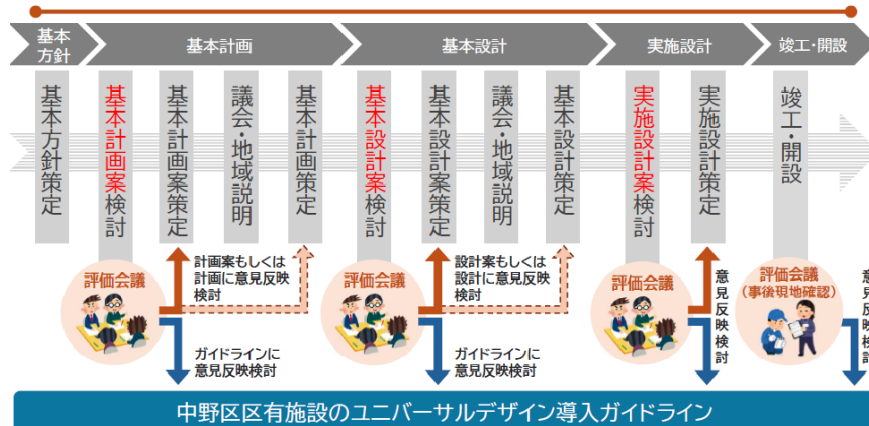 基本
方針
基本計画
基本設計
実施設計
竣工・開設
基本方針策定
基本計画案検討
基本計画案策定
議会・地域説明
基本計画策定
基本設計案検討
基本設計案策定
議会・地域説明
基本設計策定
実施設計案検討
実施設計策定
竣工・開設
評価会議
計画案もしくは
計画に意見反映
検討
ガイドラインに
意見反映検討
評価会議
設計案もしくは
設計に意見反映
検討
ガイドラインに
意見反映検討
評価会議
意見反映検討
評価会議
（事後現地確認）
意見反映検討
中野区区有施設のユニバーサルデザイン導入ガイドライン